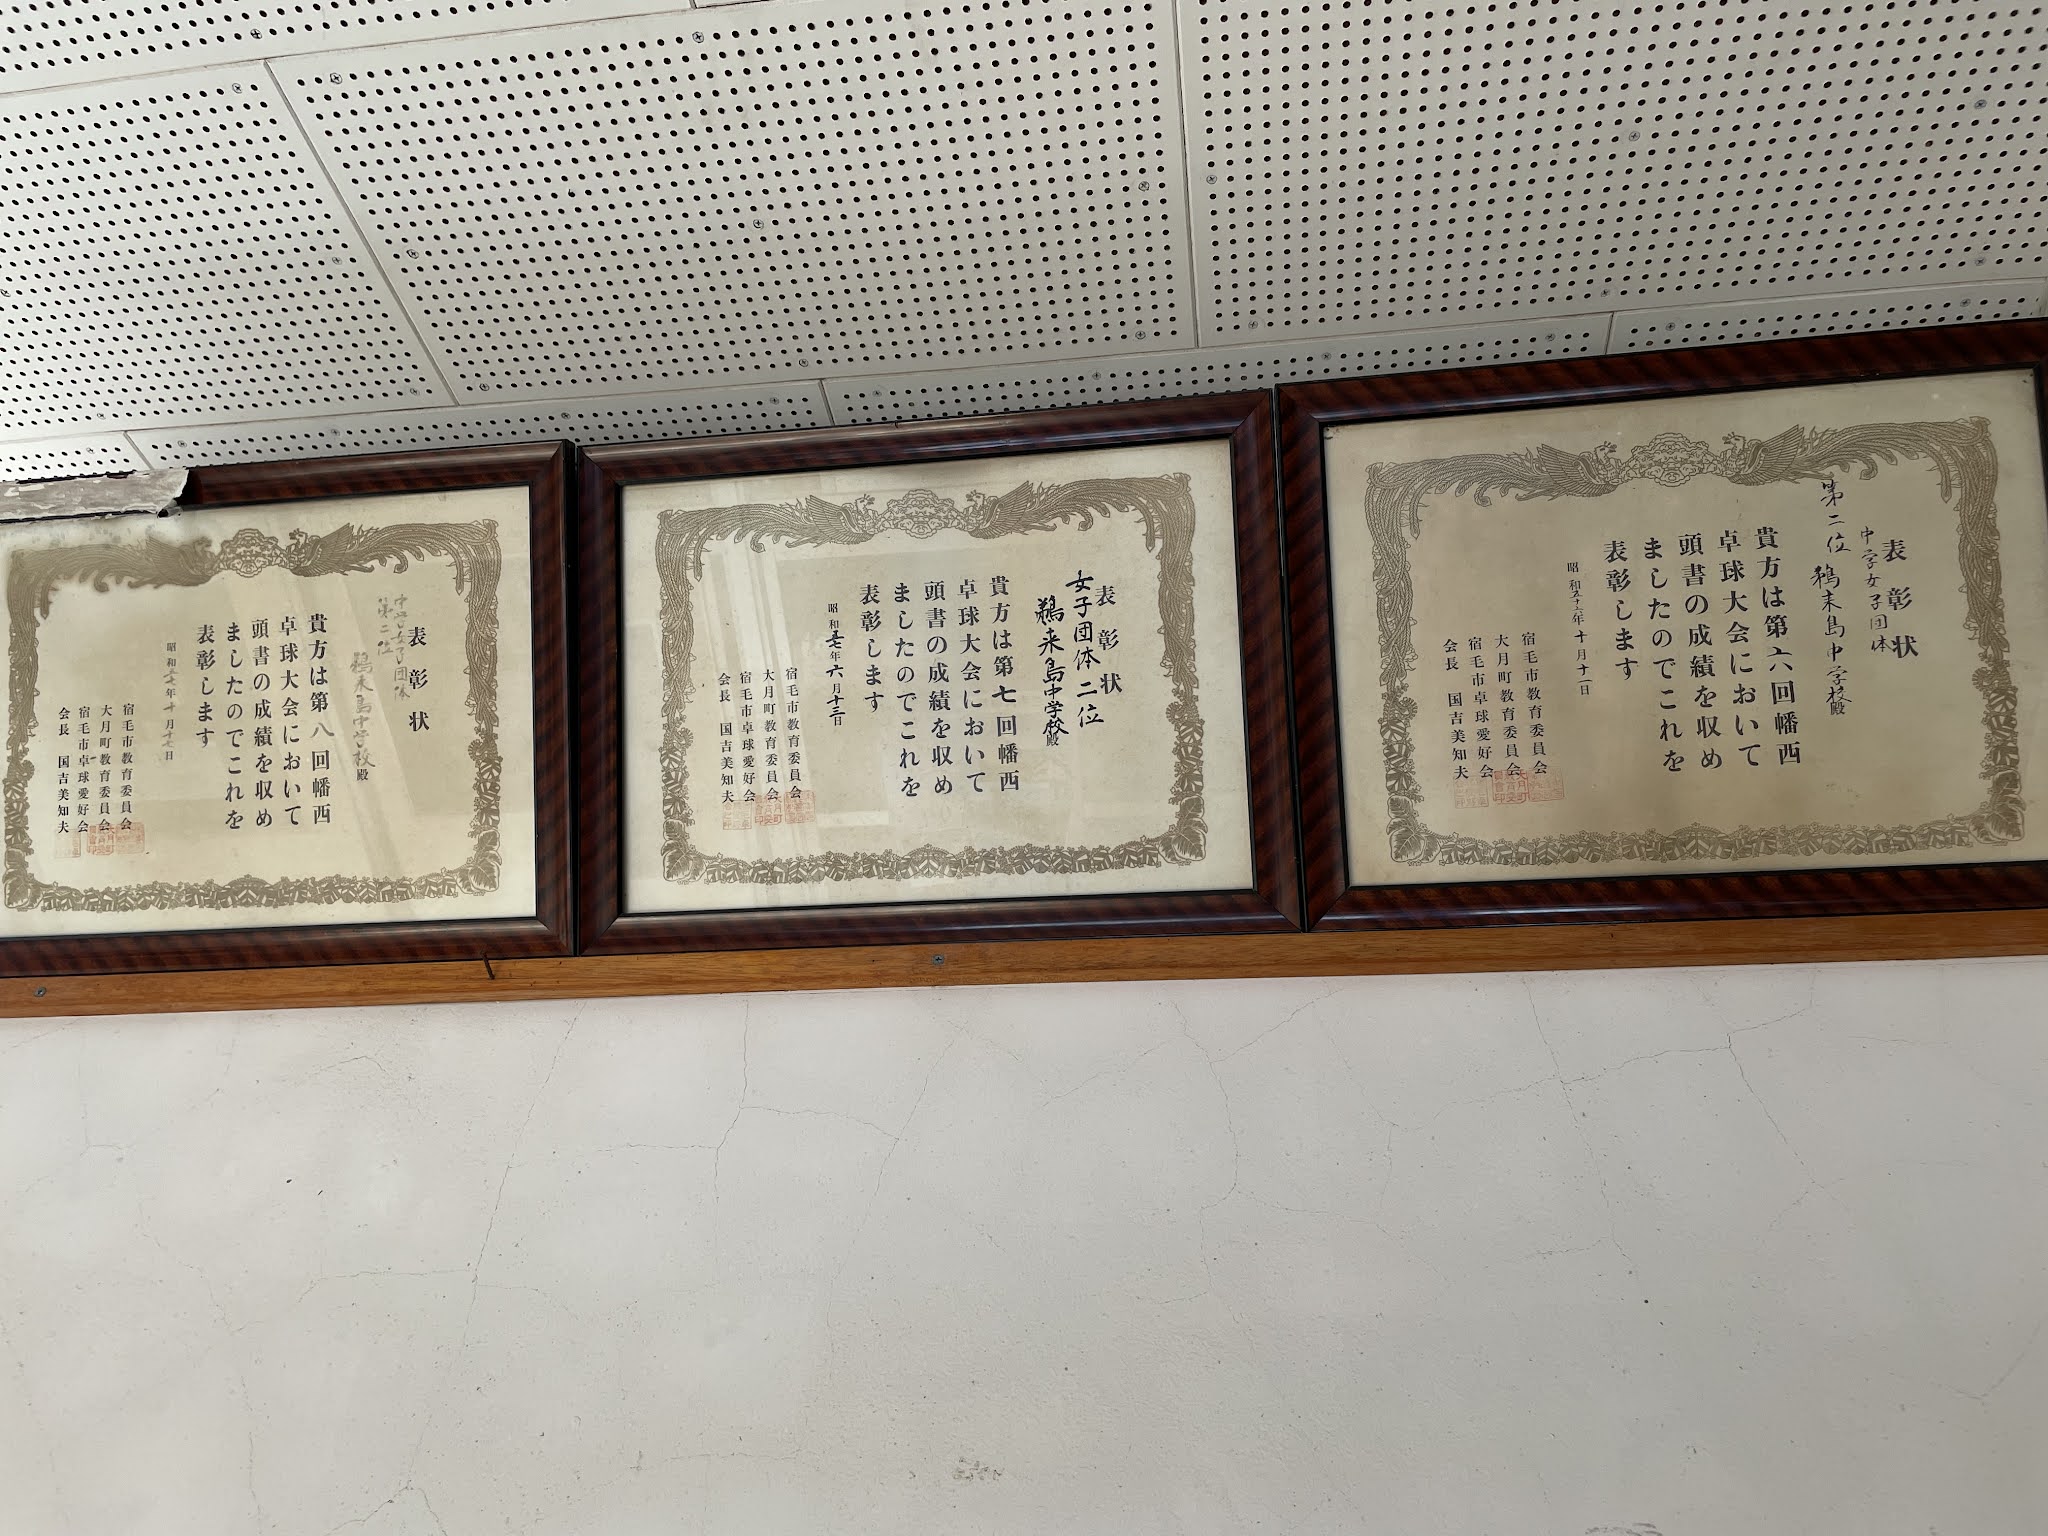 表彰状
中学女子団体
第二位
鵜来島中学校殿
貴方は第六回幡西
卓球大会において
頭書の成績を収め
ましたのでこれを
表彰します
昭和五十六年十月十一日
宿毛市教育委員会
大月町教育委員会
宿毛市卓球愛好会
会長 国吉美知夫
表彰状
女子団体二位
鵜来島中学校殿
貴方は第七回幡西
卓球大会において
頭書の成績を収め
ましたのでこれを
表彰します
昭和五七年六月十三日
宿毛市教育委員会
大月町教育委員会
宿毛市卓球愛好会
会長 国吉美知夫
表彰状
中学女子団体
第二位
鵜来島中学校殿
貴方は第八回幡西
卓球大会において
頭書の成績を収め
ましたのでこれを
表彰します
昭和五七年十月十七日
宿毛市教育委員会
大月町教育委員会
宿毛市卓球愛好会
会長 国吉美知夫